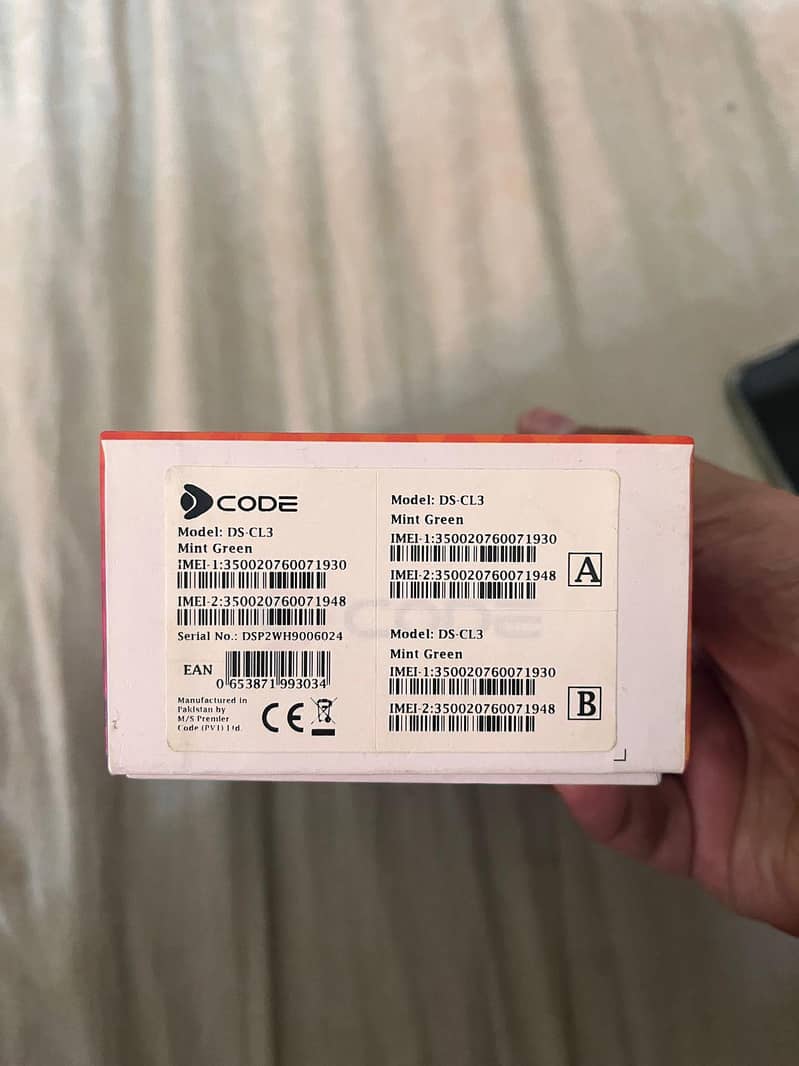 DCODE
Model: DS-CL3
Mint Green
IMEI-1:350020760071930
IMEI-2:350020760071948
Serial No.: DSP2WH9006024
EAN
0 653871 993034
Manufactured in
Pakistan by
M/S Premier
Code (PVT) Ltd.
CE
Model: DS-CL3
Mint Green
IMEI-1:350020760071930
IMEI-2:350020760071948
A
CODE
Model: DS-CL3
Mint Green
IMEI-1:350020760071930
IMEI-2:350020760071948
B